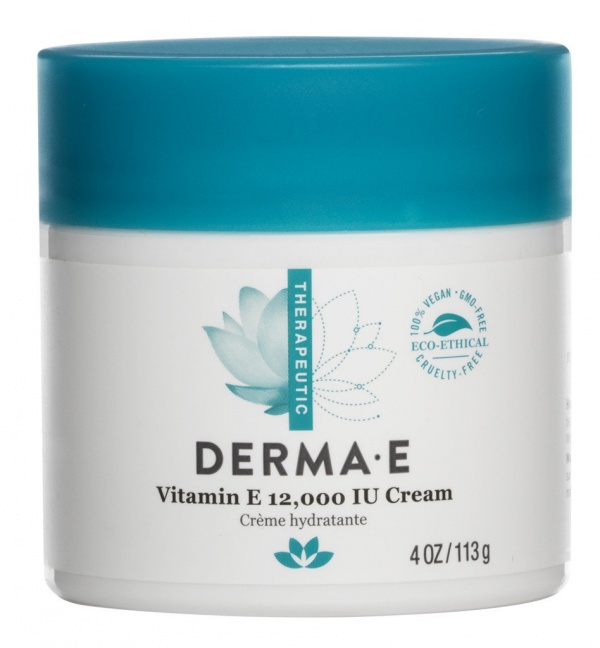 THERAPEUTIC
100% VEGAN • GMO-FREE
ECO-ETHICAL
CRUELTY-FREE
DERMA·E
Vitamin E 12,000 IU Cream
Crème hydratante
4 OZ/113g